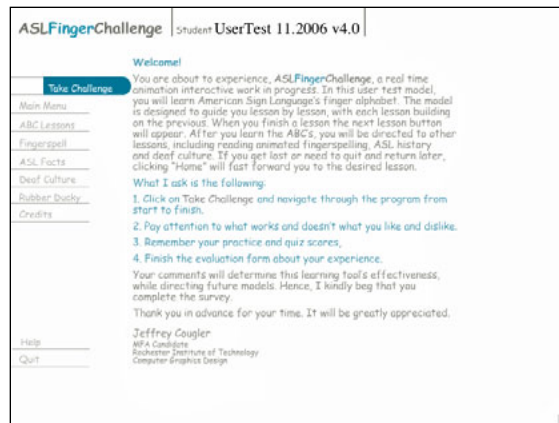 ASLFingerChallenge Student UserTest 11.2006 v4.0
Welcome!
Take Challenge
Main Menu
ABC Lessons
Fingerspell
ASL Facts
Deaf Culture
Rubber Ducky
Credits
Help
Quit
You are about to experience, ASLFingerChallenge, a real time
animation interactive work in progress. In this user test model,
you will learn American Sign Language's finger alphabet. The model
is designed to guide you lesson by lesson, with each lesson building
on the previous. When you finish a lesson the next lesson button
will appear. After you learn the ABC's, you will be directed to other
lessons, including reading animated fingerspelling, ASL history
and deaf culture. If you get lost or need to quit and return later,
clicking "Home" will fast forward you to the desired lesson.
What I ask is the following:
1. Click on Take Challenge and navigate through the program from
start to finish.
2. Pay attention to what works and doesn't what you like and dislike.
3. Remember your practice and quiz scores,
4. Finish the evaluation form about your experience.
Your comments will determine this learning tool's effectiveness,
while directing future models. Hence, I kindly beg that you
complete the survey.
Thank you in advance for your time. It will be greatly appreciated.
Jeffrey Cougler
MFA Candidate
Rochester Institute of Technology
Computer Graphics Design